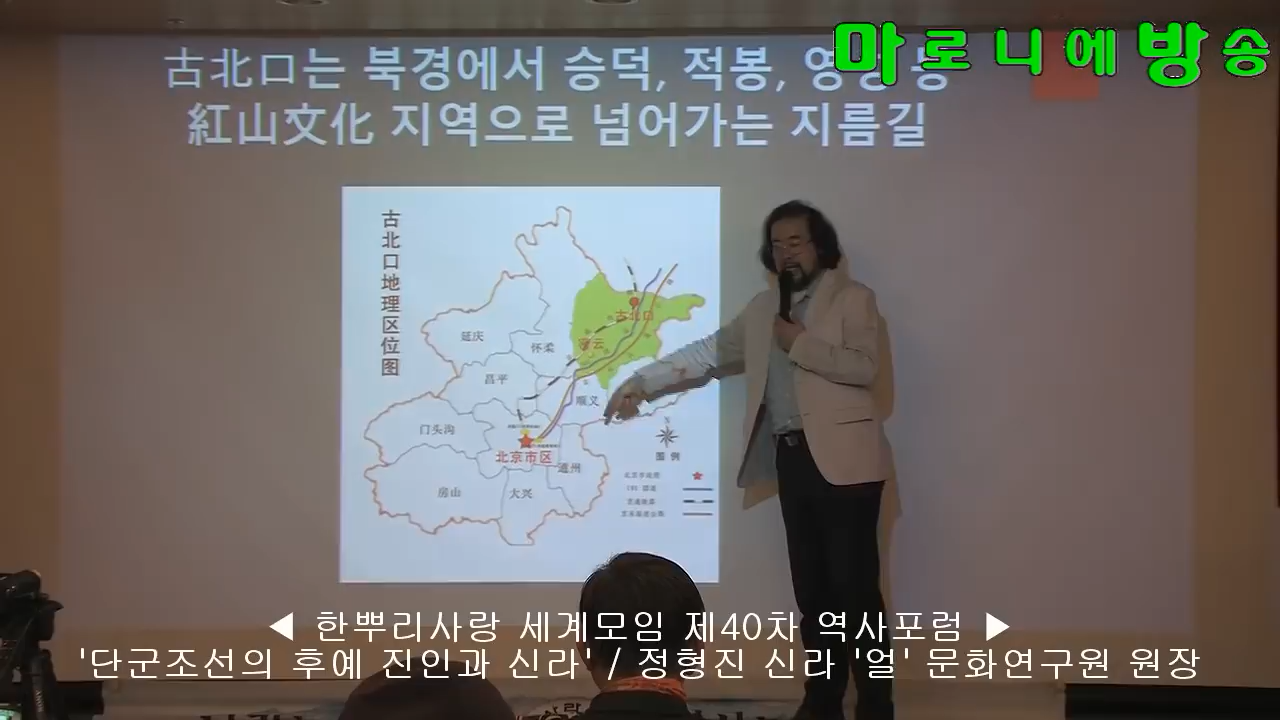 마로니에방송
古北口는 북경에서 승덕, 적봉,
紅山文化 지역으로 넘어가는 지름길
古北口地理区位图
古北口
密云
延庆
怀柔
昌平
顺义
门头沟
北京市区
通州
房山
大兴
图例
◀ 한뿌리사랑 세계모임 제40차 역사포럼 ▶
'단군조선의 후예 진인과 신라' / 정형진 신라 '얼' 문화연구원 원장